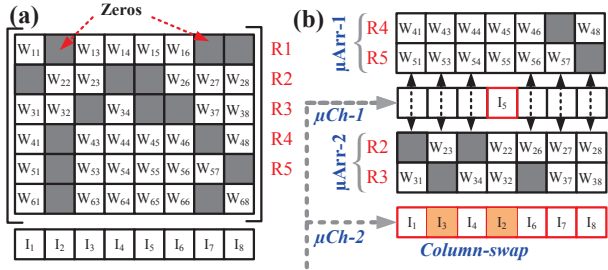 (a)
Zeros
W11 W13 W14 W15 W16 R1
W22 W23 W26 W27 W28 R2
W31 W32 W34 W37 W38 R3
W41 W43 W44 W45 W46 W48 R4
W51 W53 W54 W55 W56 W57 R5
W61 W63 W64 W65 W66 W68
I1 I2 I3 I4 I5 I6 I7 I8
(b)
μArr-1
R4 W41 W43 W44 W45 W46 W48
R5 W51 W53 W54 W55 W56 W57
μCh-1
I5
μArr-2
R2 W23 W22 W26 W27 W28
R3 W31 W34 W32 W37 W38
μCh-2
I1 I3 I4 I2 I6 I7 I8
Column-swap